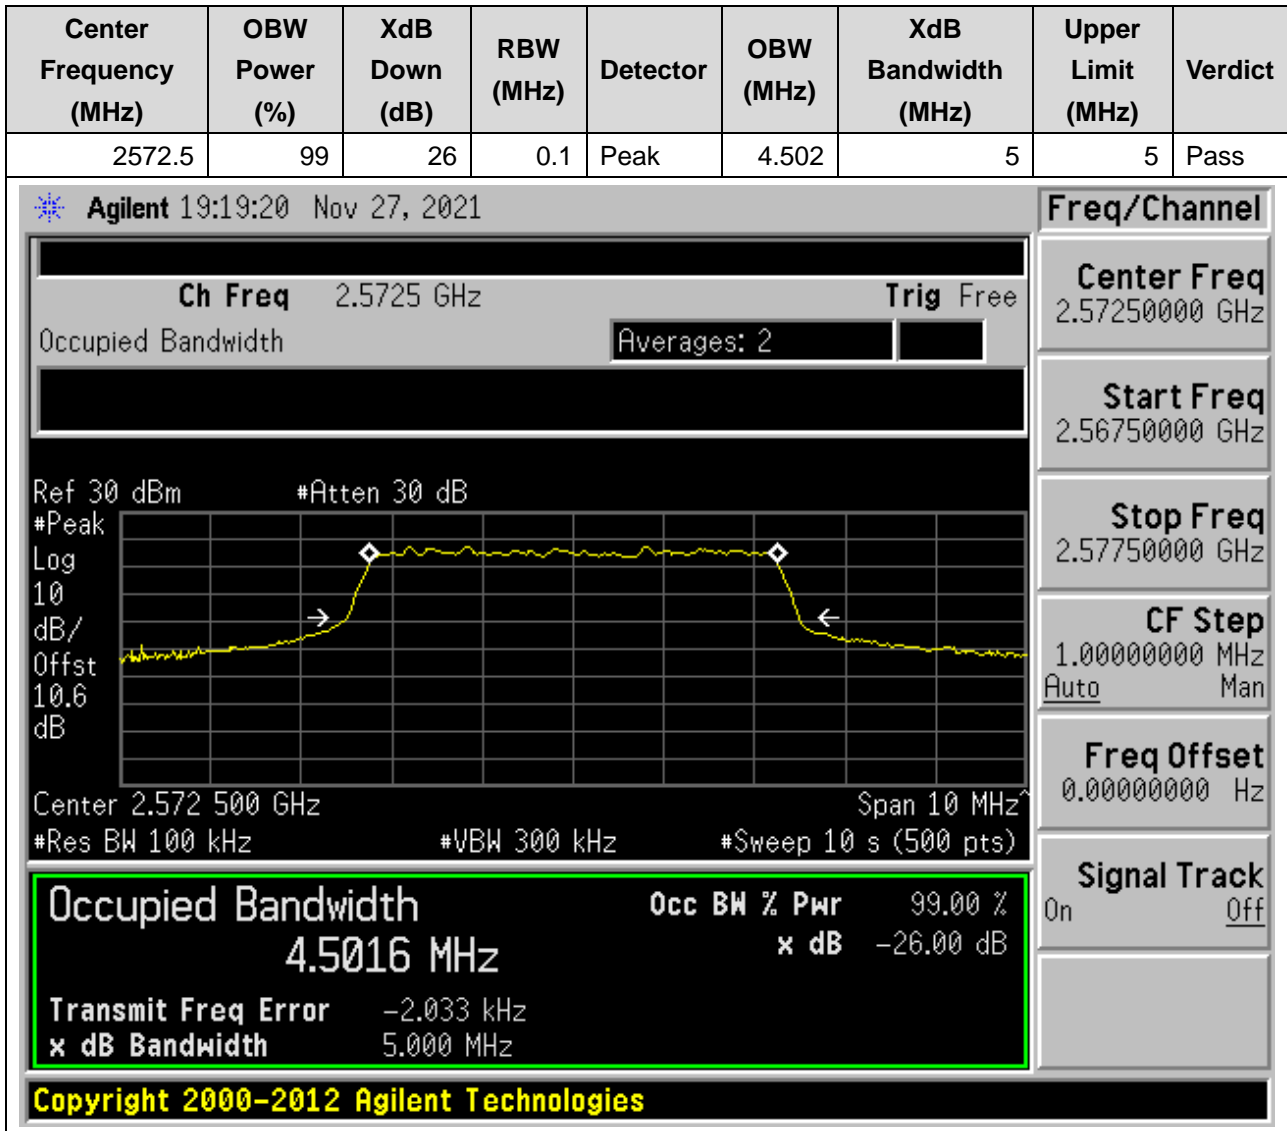 Center Frequency (MHz) OBW Power (%) XdB Down (dB) RBW (MHz) Detector OBW (MHz) XdB Bandwidth (MHz) Upper Limit (MHz) Verdict
2572.5 99 26 0.1 Peak 4.502 5 5 Pass
Agilent 19:19:20 Nov 27, 2021
Freq/Channel
Ch Freq 2.5725 GHz Trig Free
Occupied Bandwidth Averages: 2
Center Freq
2.57250000 GHz
Start Freq
2.56750000 GHz
Stop Freq
2.57750000 GHz
CF Step
1.00000000 MHz
Auto Man
Freq Offset
0.00000000 Hz
Signal Track
On Off
Ref 30 dBm #Atten 30 dB
#Peak
Log
10
dB/
Offst
10.6
dB
Center 2.572 500 GHz Span 10 MHz^
#Res BW 100 kHz #VBW 300 kHz #Sweep 10 s (500 pts)
Occupied Bandwidth Occ BW % Pwr 99.00 %
4.5016 MHz x dB -26.00 dB
Transmit Freq Error -2.033 kHz
x dB Bandwidth 5.000 MHz
Copyright 2000-2012 Agilent Technologies